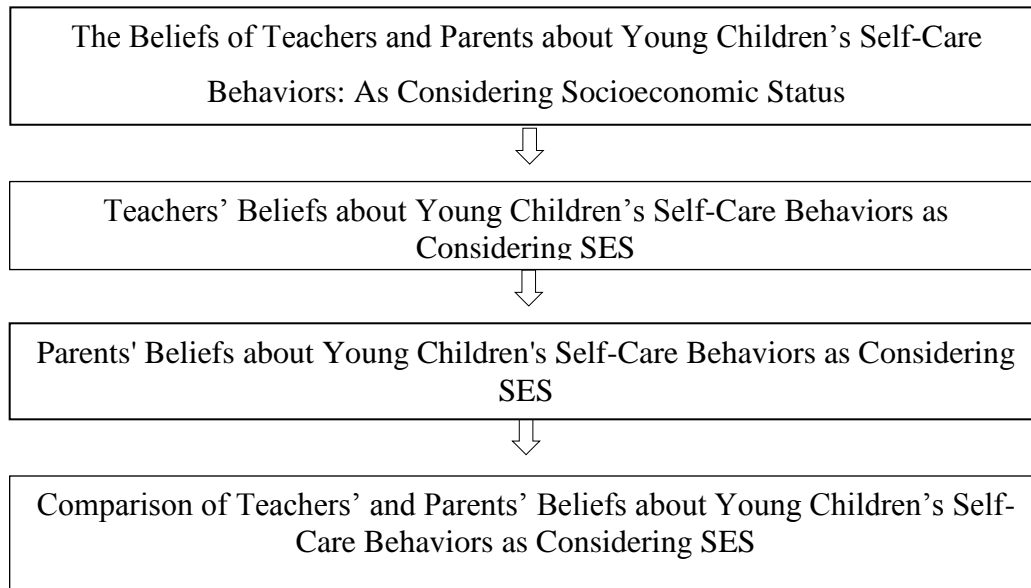 The Beliefs of Teachers and Parents about Young Children’s Self-Care
Behaviors: As Considering Socioeconomic Status
Teachers’ Beliefs about Young Children’s Self-Care Behaviors as
Considering SES
Parents' Beliefs about Young Children's Self-Care Behaviors as Considering
SES
Comparison of Teachers’ and Parents’ Beliefs about Young Children’s Self-
Care Behaviors as Considering SES